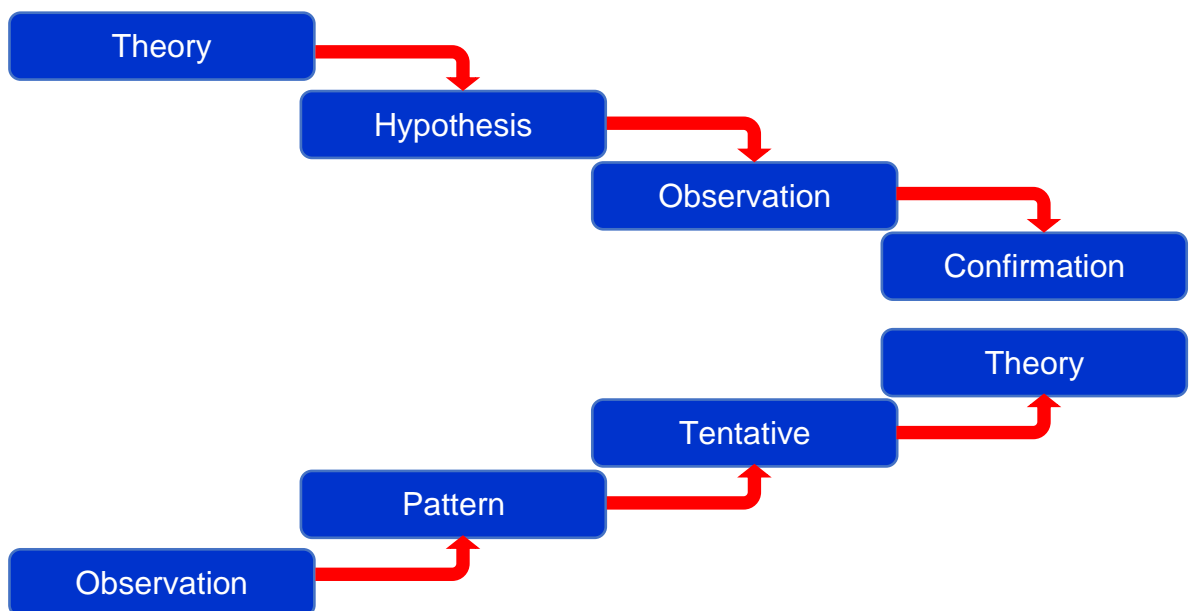 Theory
Hypothesis
Observation
Confirmation
Theory
Tentative
Pattern
Observation